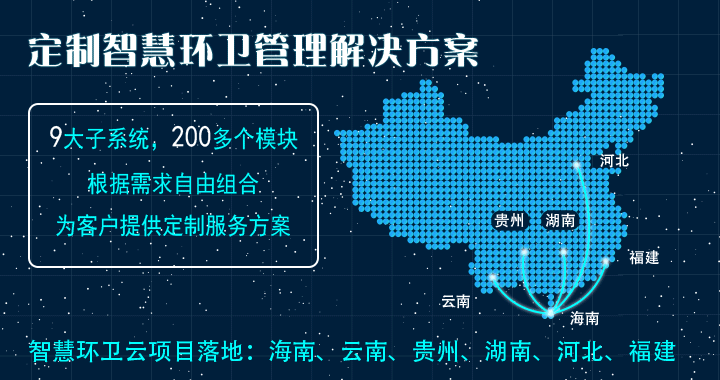 定制智慧环卫管理解决方案
9大子系统，200多个模块
根据需求自由组合
为客户提供定制服务方案
河北
贵州
湖南
福建
云南
海南
智慧环卫云项目落地：海南、云南、贵州、湖南、河北、福建